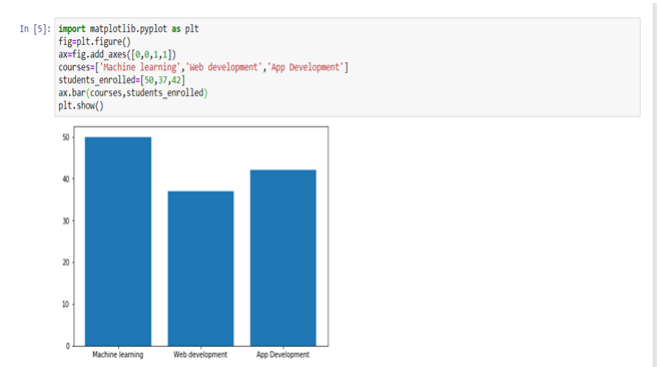 In [5]: import matplotlib.pyplot as plt
fig=plt.figure()
ax=fig.add_axes([0,0,1,1])
courses=['Machine learning','Web development','App Development']
students_enrolled=[50,37,42]
ax.bar(courses,students_enrolled)
plt.show()
50
40
30
20
10
0
Machine learning Web development App Development